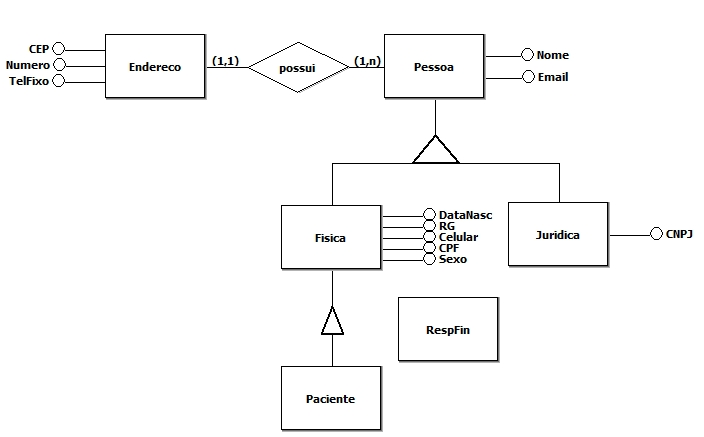 CEP
Numero
TelFixo
Endereco
(1,1)
possui
(1,n)
Pessoa
Nome
Email
Fisica
DataNasc
RG
Celular
CPF
Sexo
Juridica
CNPJ
RespFin
Paciente